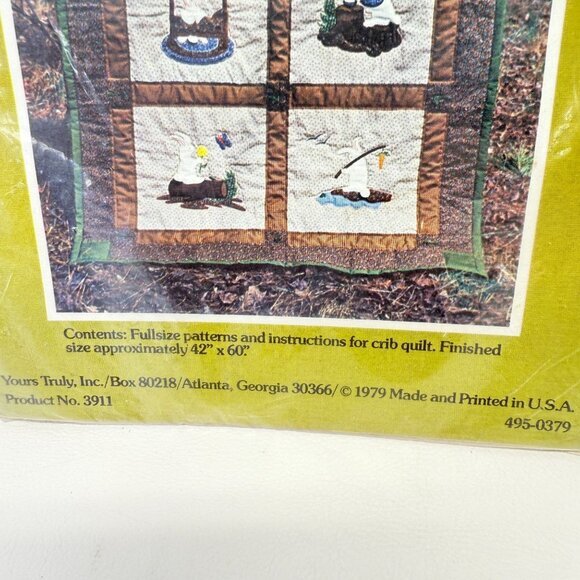 Contents: Fullsize patterns and instructions for crib quilt. Finished
size approximately 42" x 60".
Yours Truly, Inc./Box 80218/Atlanta, Georgia 30366/ © 1979 Made and Printed in U.S.A.
Product No. 3911
495-0379